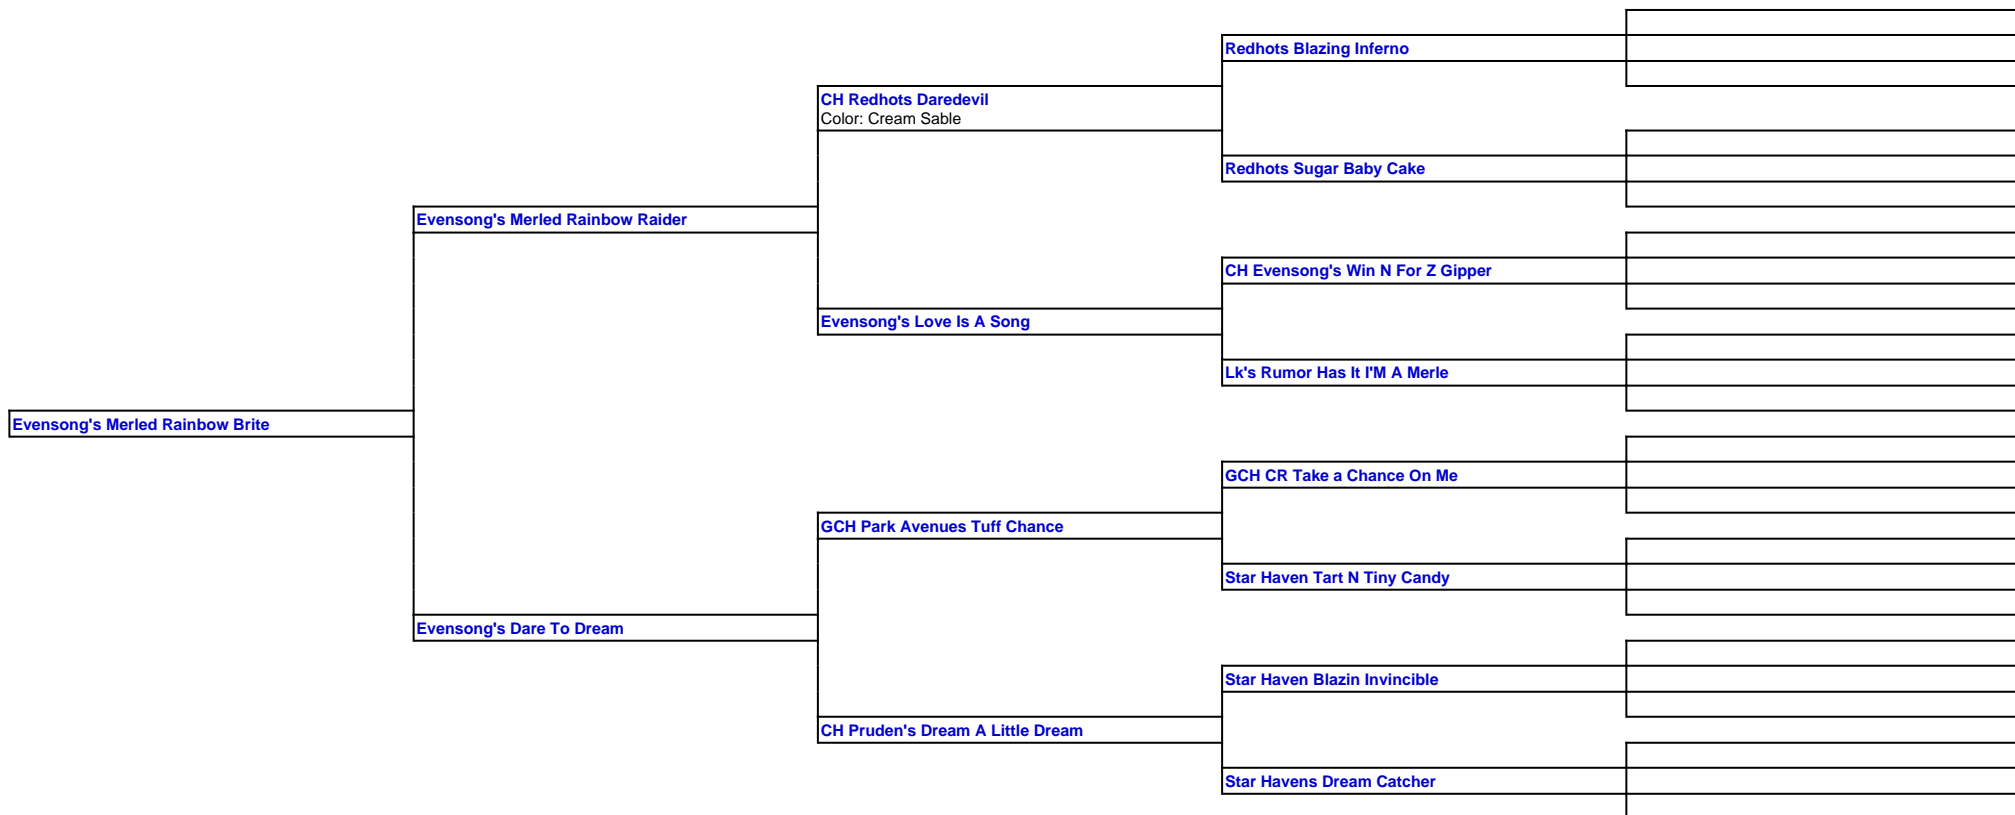 Redhots Blazing Inferno
CH Redhots Daredevil
Color: Cream Sable
Redhots Sugar Baby Cake
Evensong's Merled Rainbow Raider
CH Evensong's Win N For Z Gipper
Evensong's Love Is A Song
Lk's Rumor Has It I'M A Merle
Evensong's Merled Rainbow Brite
GCH CR Take a Chance On Me
GCH Park Avenues Tuff Chance
Star Haven Tart N Tiny Candy
Evensong's Dare To Dream
Star Haven Blazin Invincible
CH Pruden's Dream A Little Dream
Star Havens Dream Catcher